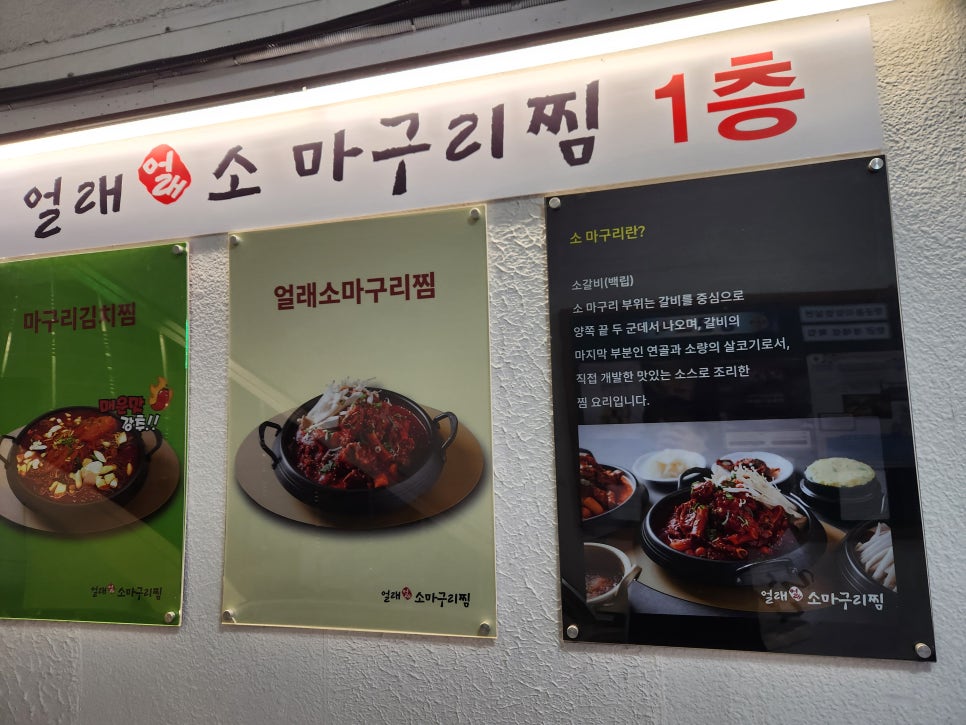 얼래 얼래 소 마구리찜 1층
마구리김치찜
매운맛
강추!!
얼래 얼래 소마구리찜
얼래소마구리찜
얼래 얼래 소마구리찜
소 마구리란?
소갈비(백립)
소 마구리 부위는 갈비를 중심으로
양쪽 끝 두 군데서 나오며, 갈비의
마지막 부분인 연골과 소량의 살코기로서,
직접 개발한 맛있는 소스로 조리한
찜 요리입니다.
얼래 얼래 소마구리찜